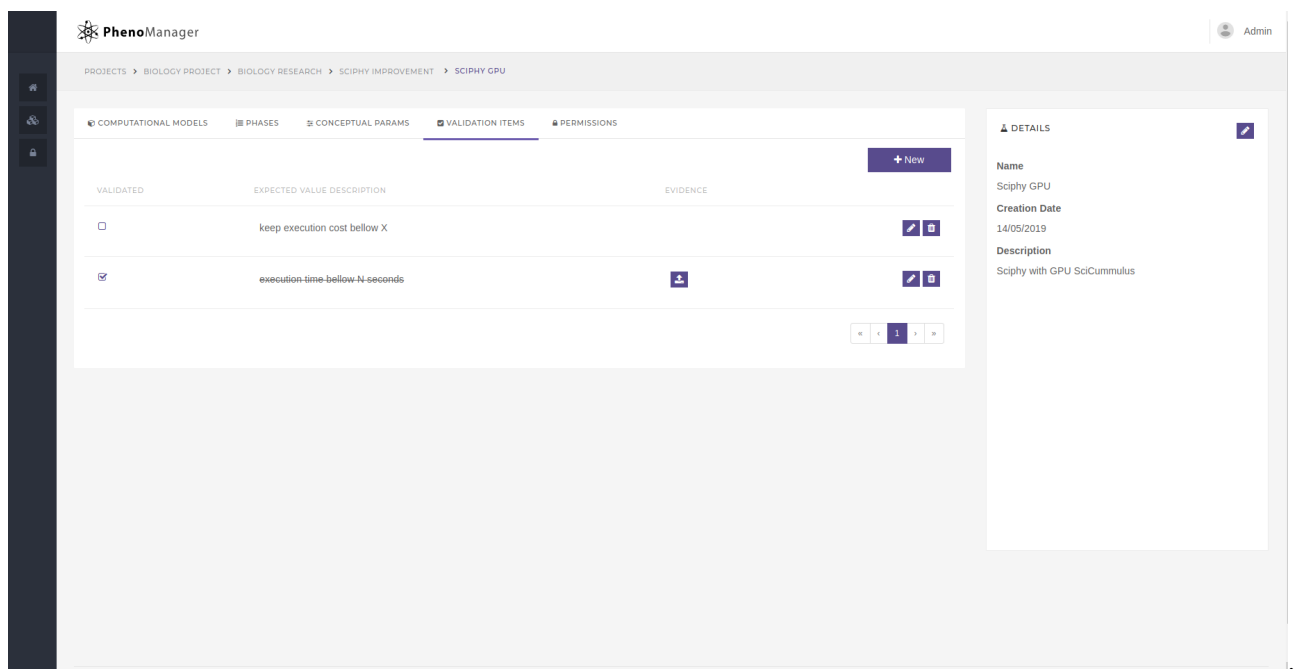 PhenoManager
Admin
PROJECTS > BIOLOGY PROJECT > BIOLOGY RESEARCH > SCIPHY IMPROVEMENT > SCIPHY GPU
COMPUTATIONAL MODELS PHASES CONCEPTUAL PARAMS VALIDATION ITEMS PERMISSIONS
+ New
VALIDATED EXPECTED VALUE DESCRIPTION EVIDENCE
keep execution cost bellow X
execution time bellow N seconds
« ‹ 1 › »
DETAILS
Name
Sciphy GPU
Creation Date
14/05/2019
Description
Sciphy with GPU SciCummulus